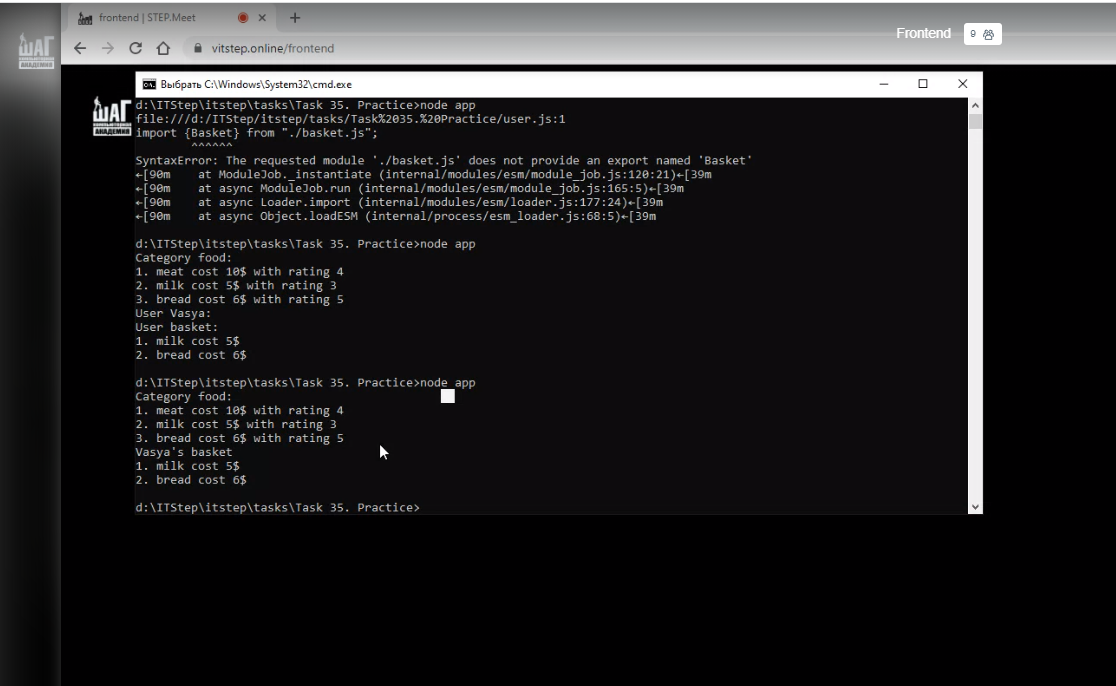 frontend | STEP.Meet
vitstep.online/frontend
Frontend
9
ШАГ
КОМПЬЮТЕРНАЯ
АКАДЕМИЯ
Выбрать C:\Windows\System32\cmd.exe
ШАГ
КОМПЬЮТЕРНАЯ
АКАДЕМИЯ
d:\ITStep\itstep\tasks\Task 35. Practice>node app
file:///d:/ITStep/itstep/tasks/Task%2035.%20Practice/user.js:1
import {Basket} from "./basket.js";
^^^^^^
SyntaxError: The requested module './basket.js' does not provide an export named 'Basket'
←[90m    at ModuleJob._instantiate (internal/modules/esm/module_job.js:120:21)←[39m
←[90m    at async ModuleJob.run (internal/modules/esm/module_job.js:165:5)←[39m
←[90m    at async Loader.import (internal/modules/esm/loader.js:177:24)←[39m
←[90m    at async Object.loadESM (internal/process/esm_loader.js:68:5)←[39m
d:\ITStep\itstep\tasks\Task 35. Practice>node app
Category food:
1. meat cost 10$ with rating 4
2. milk cost 5$ with rating 3
3. bread cost 6$ with rating 5
User Vasya:
User basket:
1. milk cost 5$
2. bread cost 6$
d:\ITStep\itstep\tasks\Task 35. Practice>node app
Category food:
1. meat cost 10$ with rating 4
2. milk cost 5$ with rating 3
3. bread cost 6$ with rating 5
Vasya's basket
1. milk cost 5$
2. bread cost 6$
d:\ITStep\itstep\tasks\Task 35. Practice>